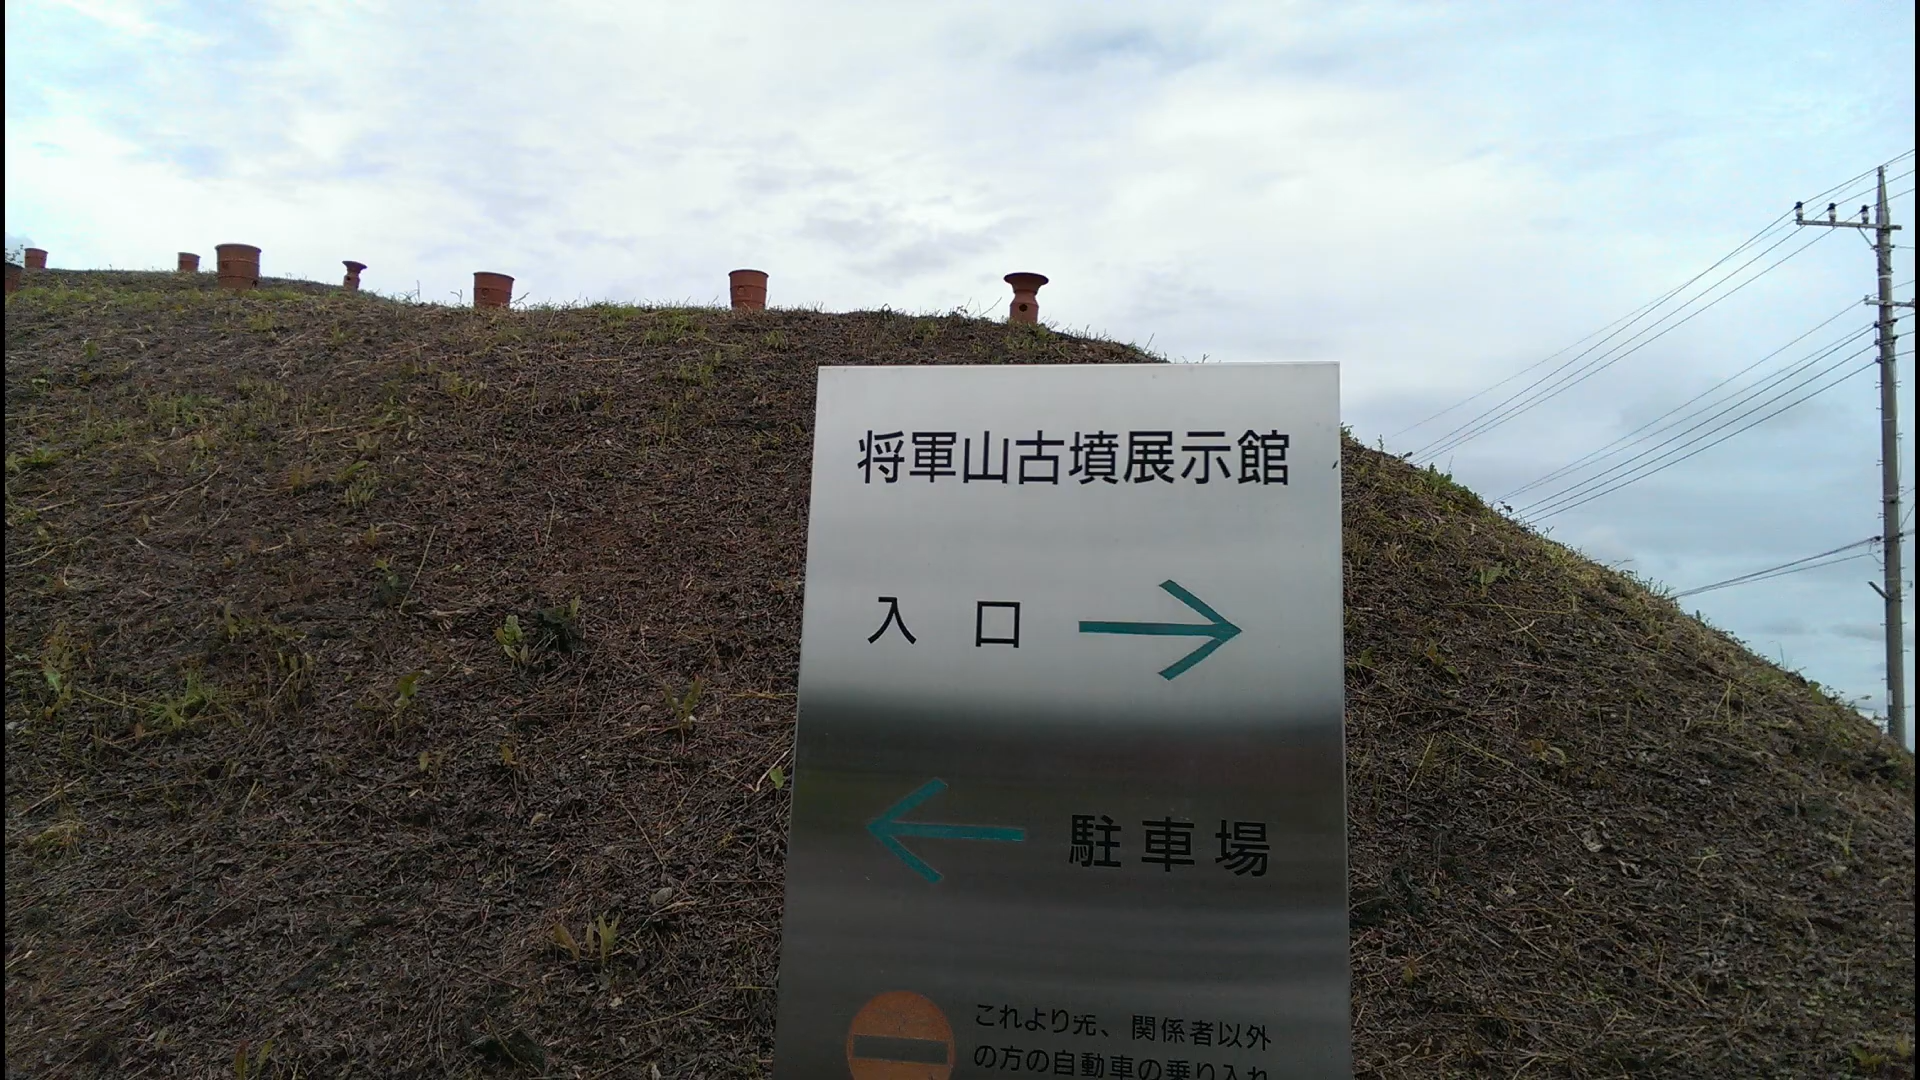 将軍山古墳展示館
入口
駐車場
これより先、関係者以外
の方の自動車の乗り入れ